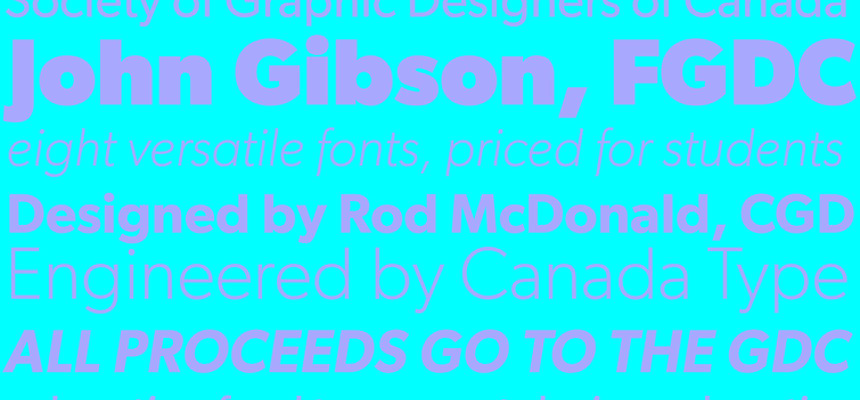 Society of Graphic Designers of Canada
John Gibson, FGDC
eight versatile fonts, priced for students
Designed by Rod McDonald, CGD
Engineered by Canada Type
ALL PROCEEDS GO TO THE GDC